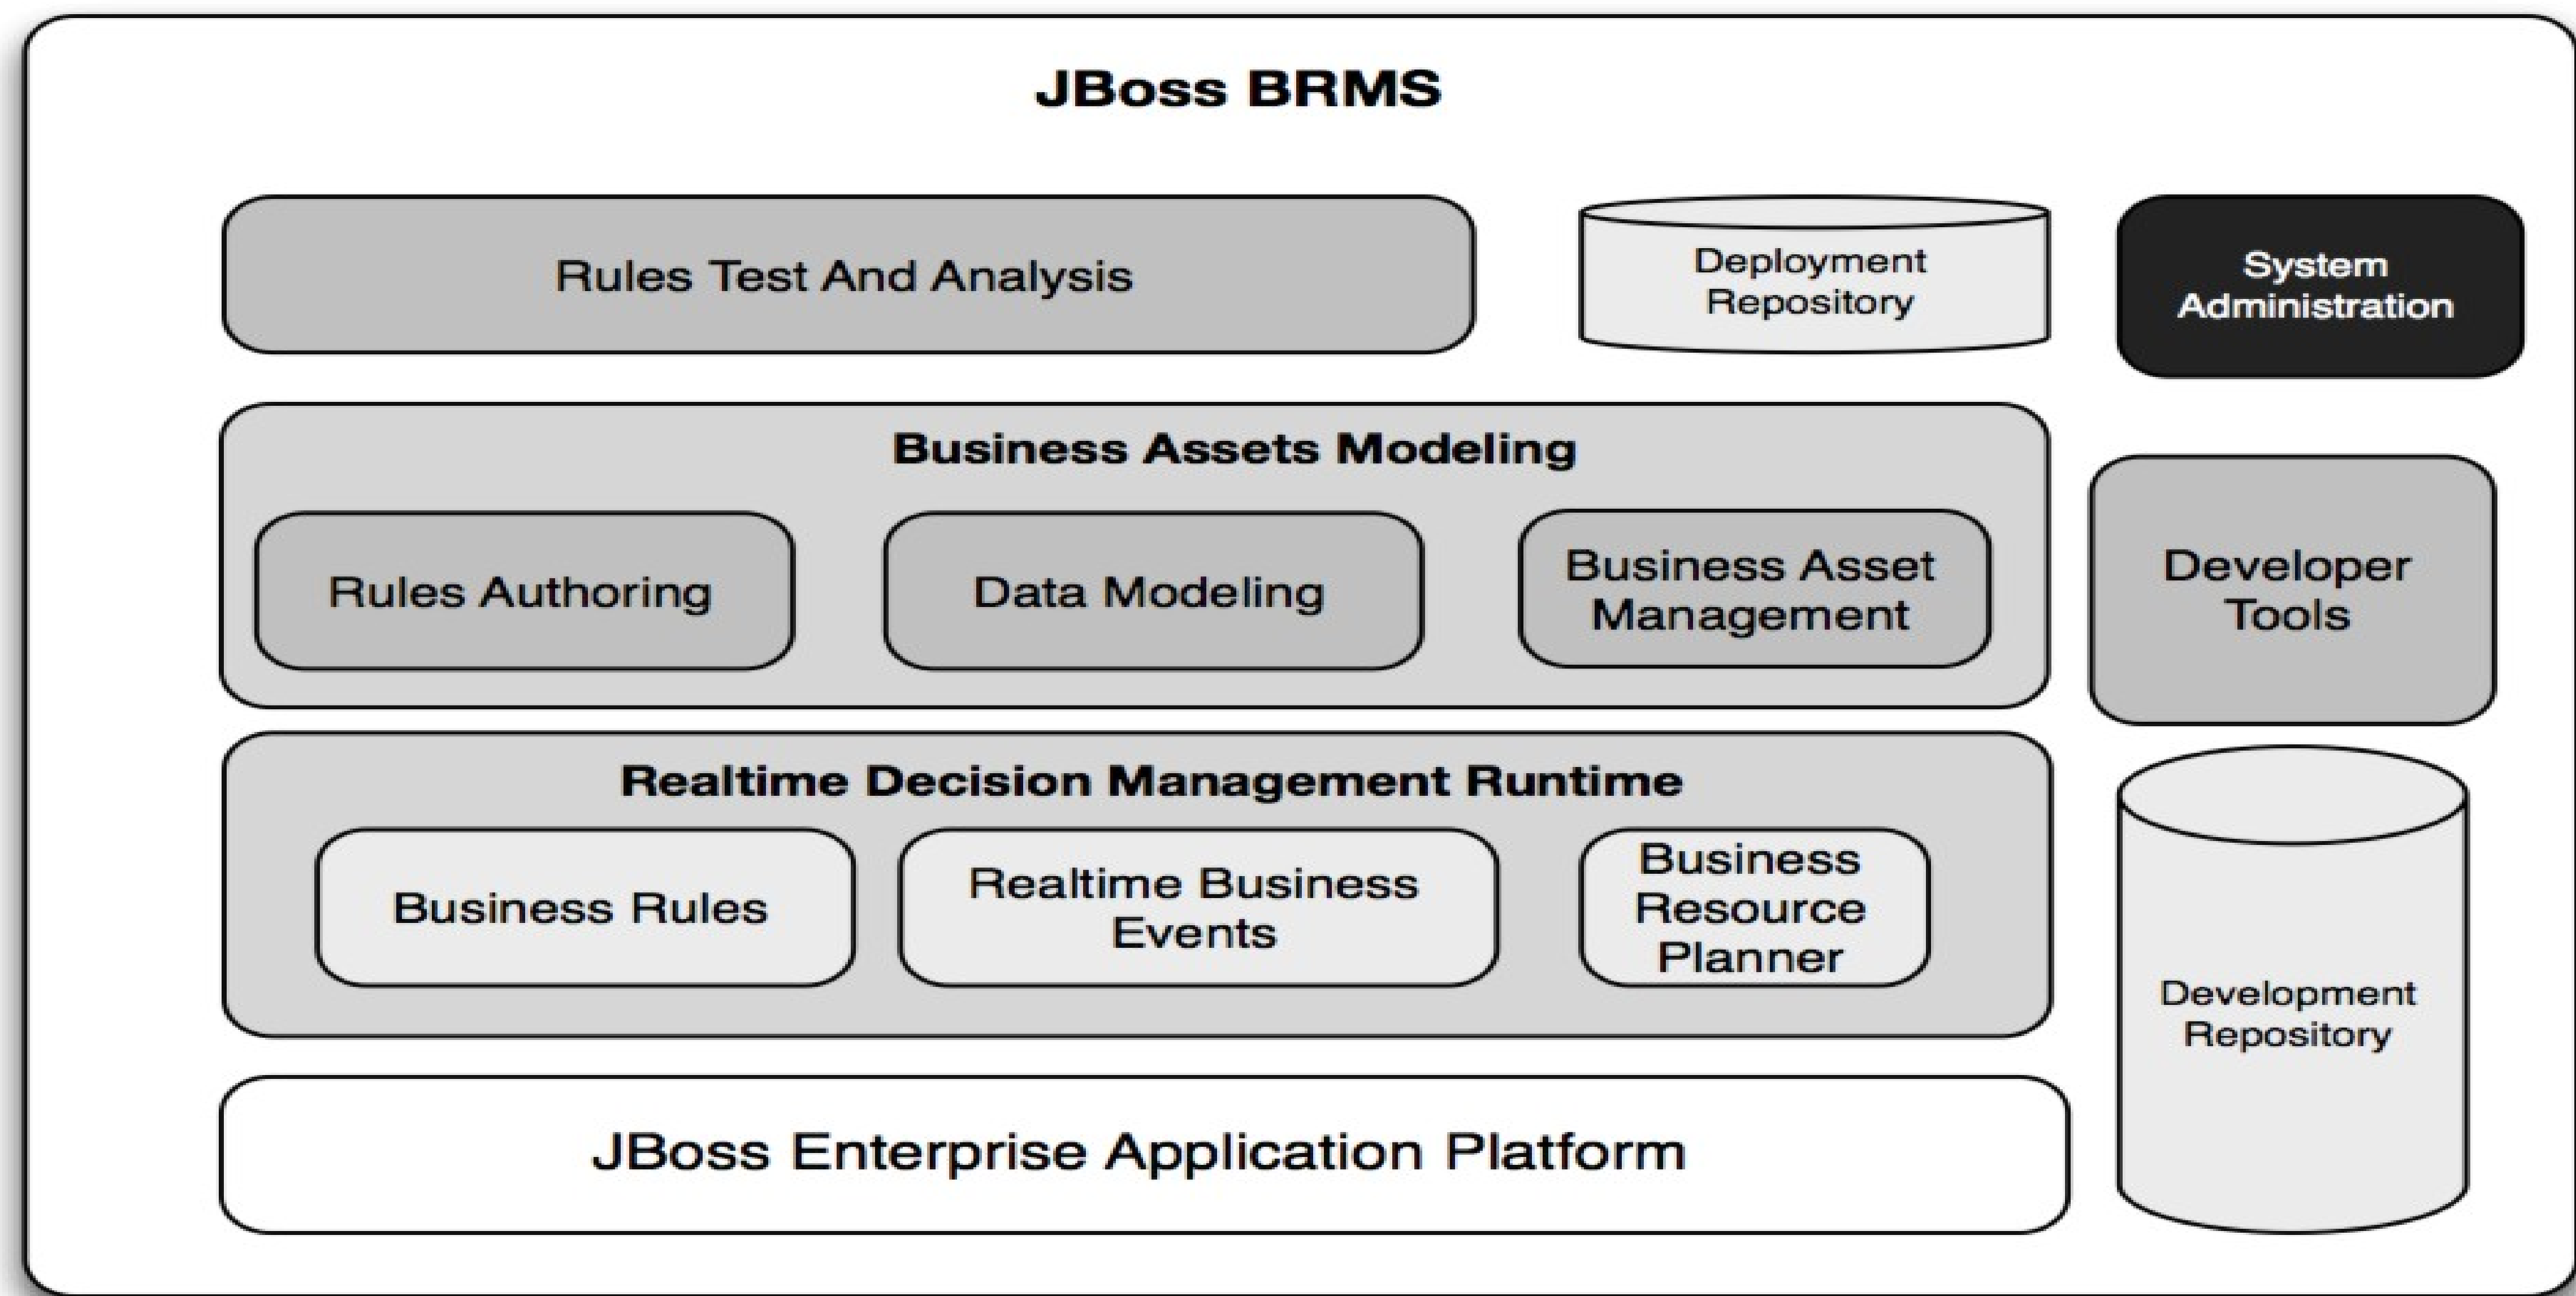 JBoss BRMS
Rules Test And Analysis
Deployment
Repository
System
Administration
Business Assets Modeling
Rules Authoring
Data Modeling
Business Asset
Management
Developer
Tools
Realtime Decision Management Runtime
Business Rules
Realtime Business
Events
Business
Resource
Planner
Development
Repository
JBoss Enterprise Application Platform